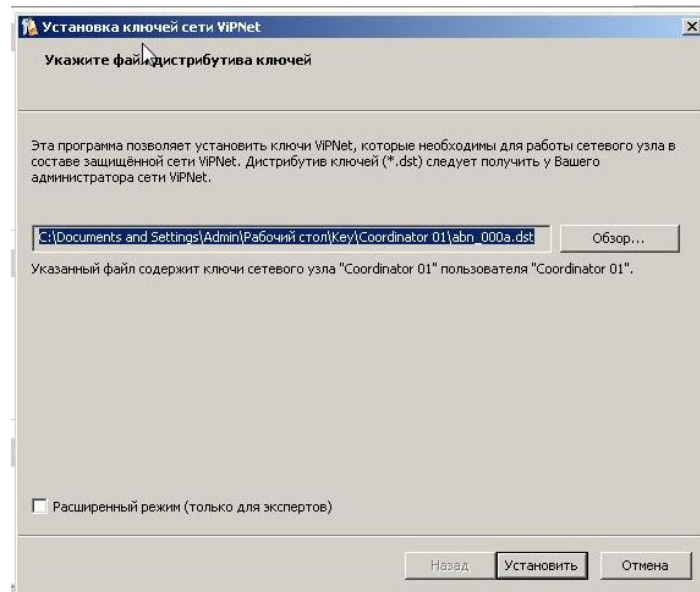 Установка ключей сети ViPNet
Укажите файл дистрибутива ключей
Эта программа позволяет установить ключи ViPNet, которые необходимы для работы сетевого узла в
составе защищённой сети ViPNet. Дистрибутив ключей (*.dst) следует получить у Вашего
администратора сети ViPNet.
C:\Documents and Settings\Admin\Рабочий стол\Key\Coordinator 01\abn_000a.dst
Обзор...
Указанный файл содержит ключи сетевого узла "Coordinator 01" пользователя "Coordinator 01".
Расширенный режим (только для экспертов)
Назад Установить Отмена